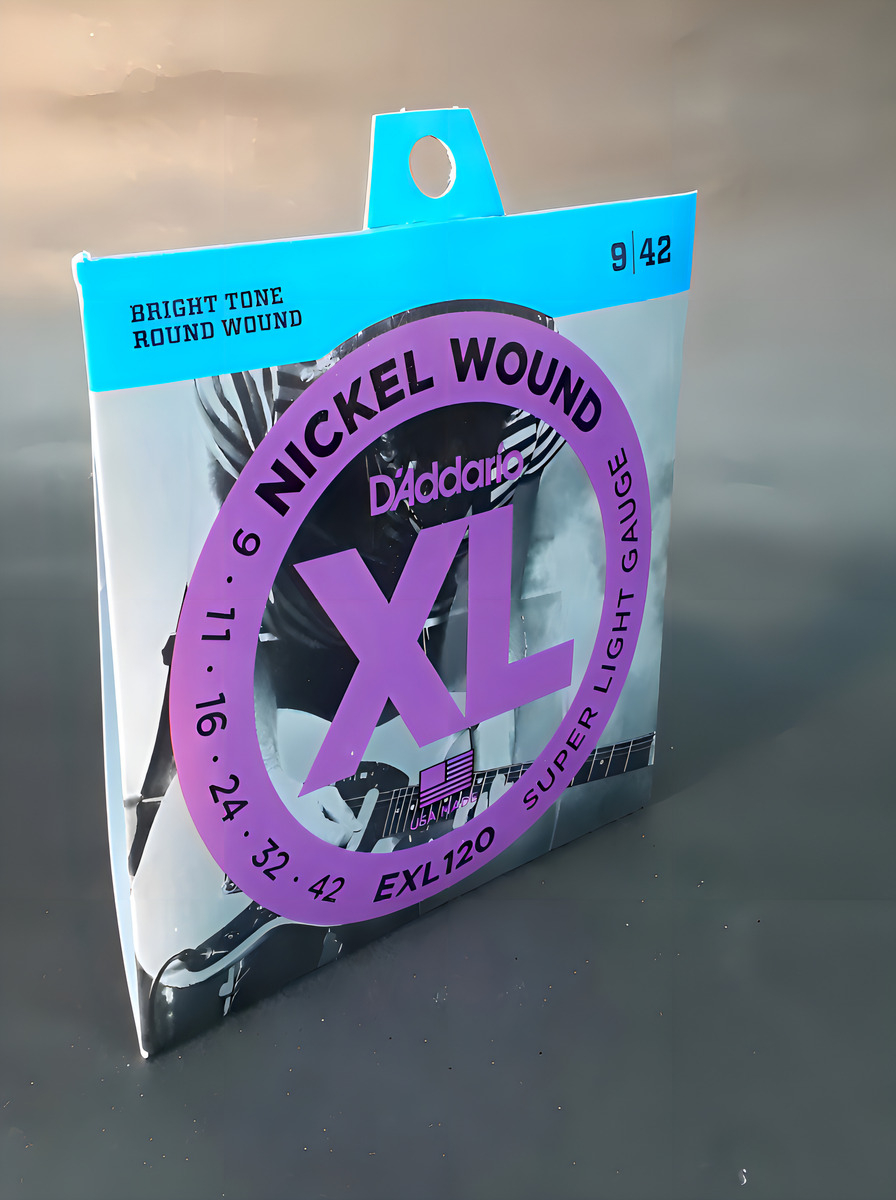 BRIGHT TONE
ROUND WOUND
9|42
NICKEL WOUND
D'Addario
XL
USA MADE
SUPER LIGHT GAUGE
9 · 11 · 16 · 24 · 32 · 42
EXL120